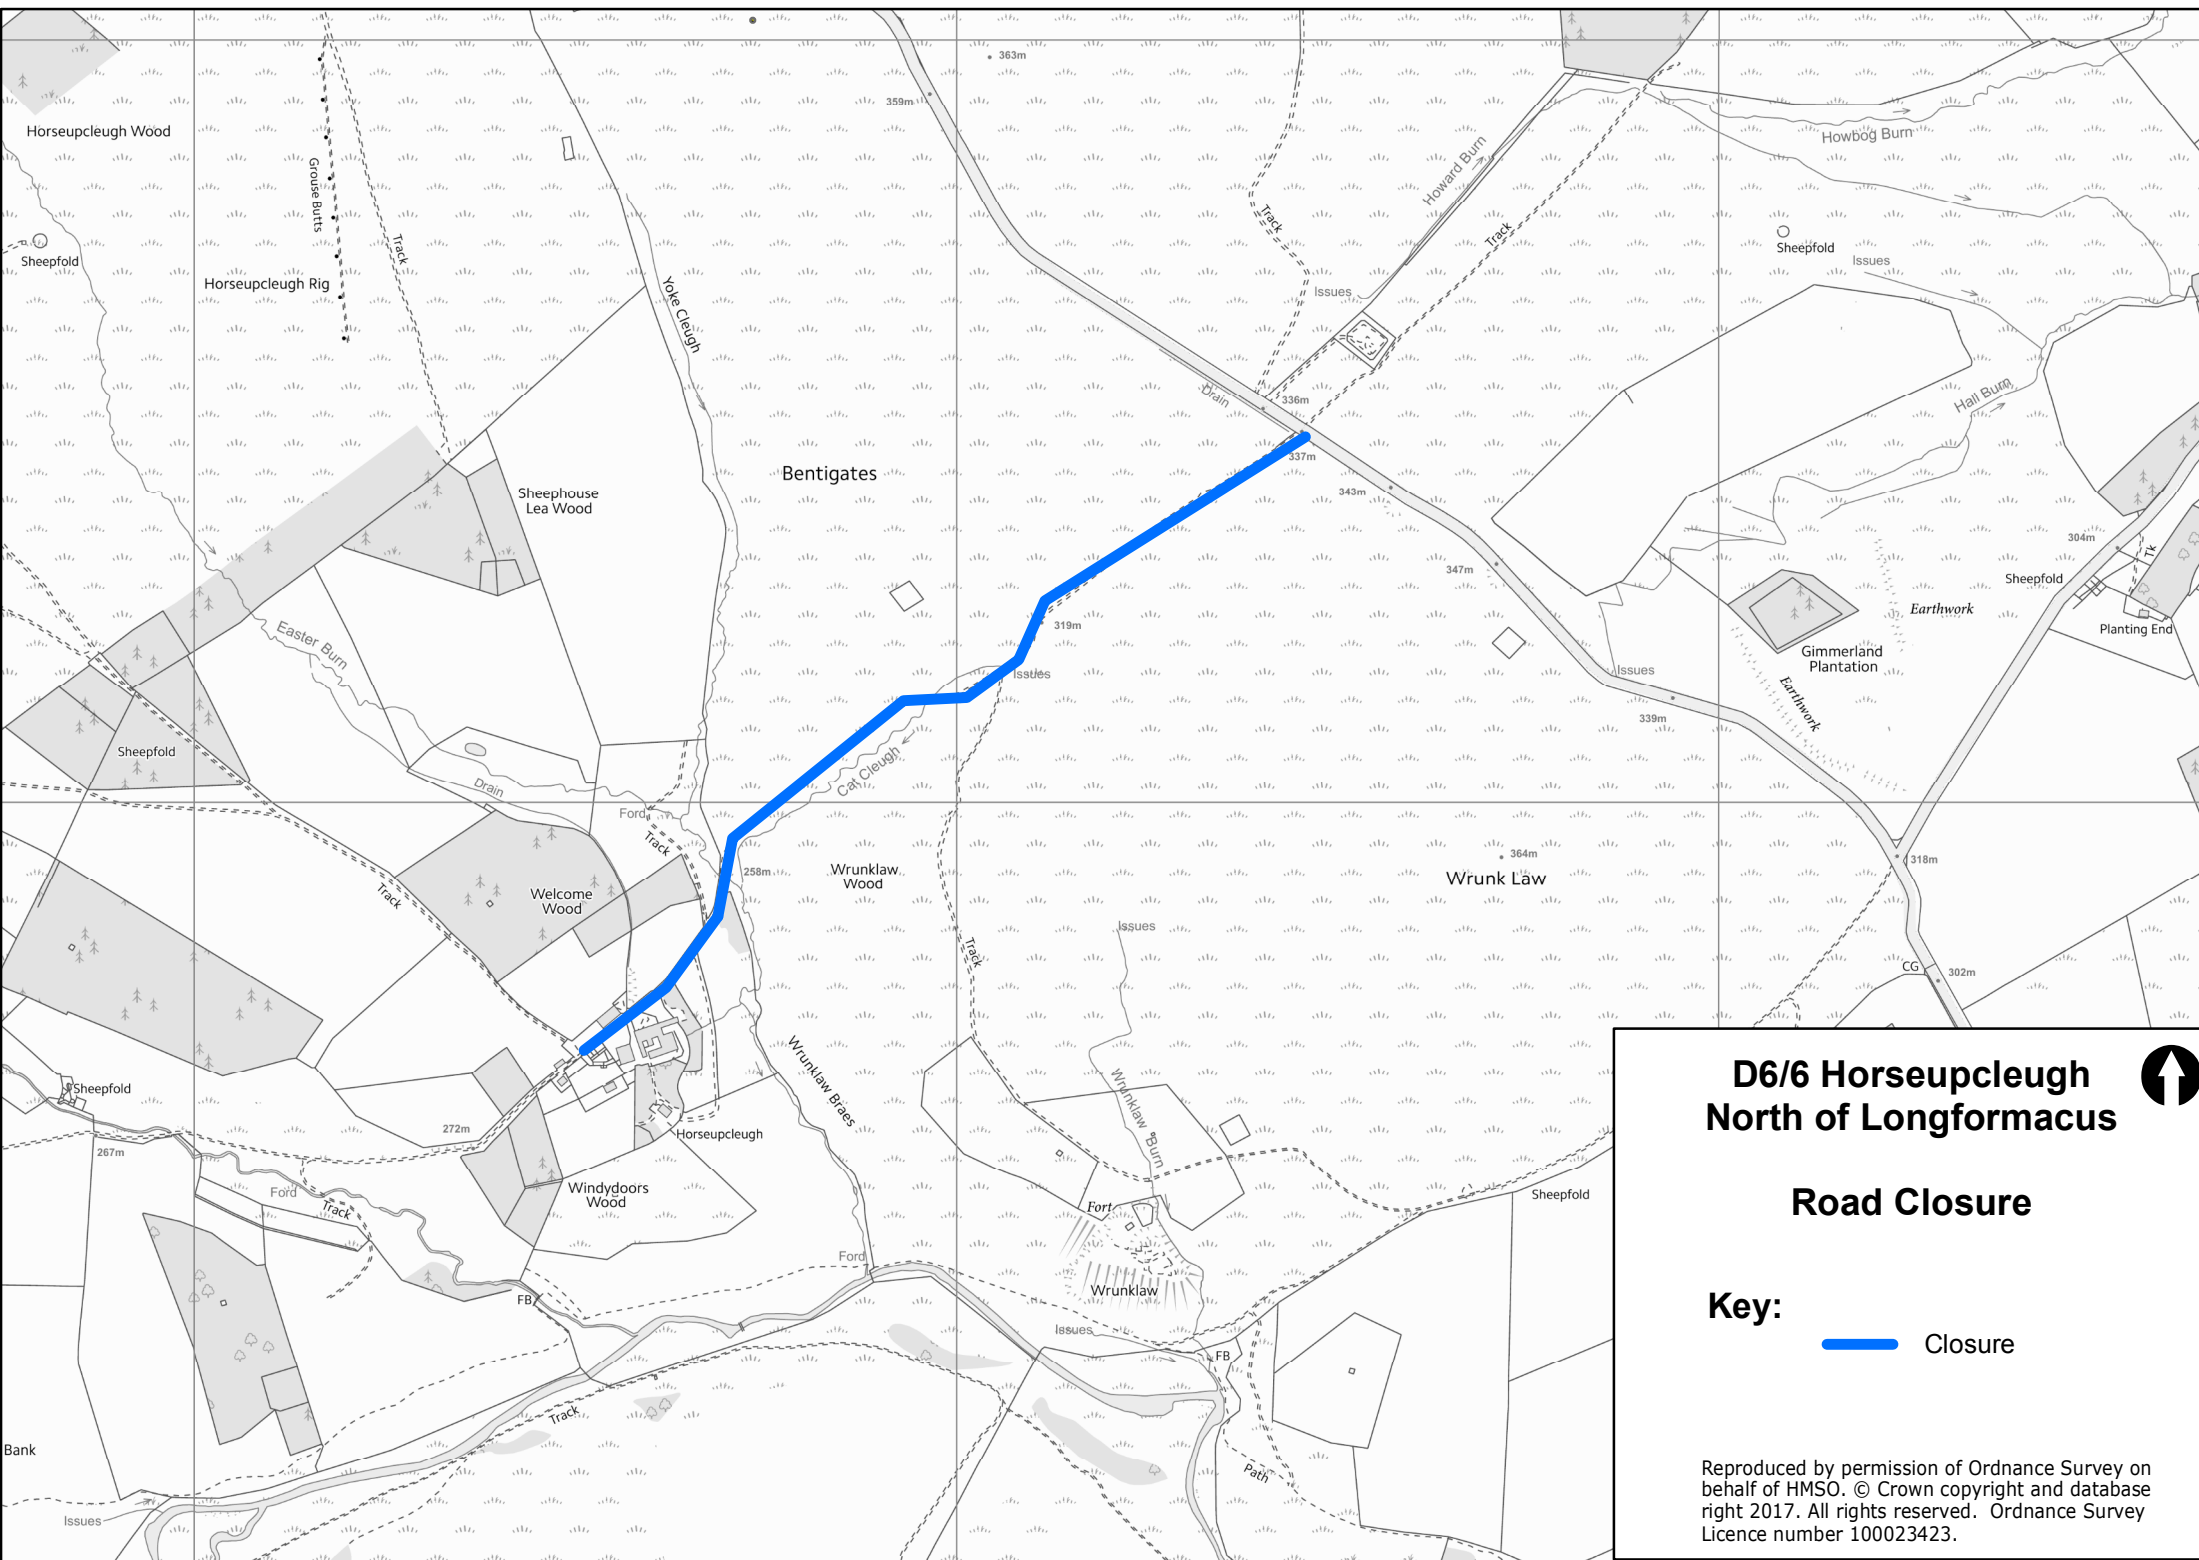 363m
359m
Horseupcleugh Wood
Grouse Butts
Track
Sheepfold
Horseupcleugh Rig
Yoke Cleugh
Howard Burn
Howbog Burn
Track
Track
Sheepfold
Issues
Issues
Drain
336m
337m
343m
Hall Burn
Bentigates
Sheephouse
Lea Wood
347m
304m
Tk
Sheepfold
Earthwork
Planting End
Easter Burn
319m
Issues
Gimmerland
Plantation
Issues
Earthwork
339m
Sheepfold
Drain
Cat Cleugh
Ford
Track
258m
Wrunklaw
Wood
364m
Wrunk Law
318m
Track
Welcome
Wood
Issues
Track
CG
302m
Wrunklaw Braes
Wrunklaw Burn
Sheepfold
272m
Horseupcleugh
267m
Ford
Track
Windydoors
Wood
Fort
Sheepfold
Ford
FB
Wrunklaw
Issues
FB
Track
Bank
Path
Issues
D6/6 Horseupcleugh
North of Longformacus
Road Closure
Key:
Closure
Reproduced by permission of Ordnance Survey on
behalf of HMSO. © Crown copyright and database
right 2017. All rights reserved. Ordnance Survey
Licence number 100023423.